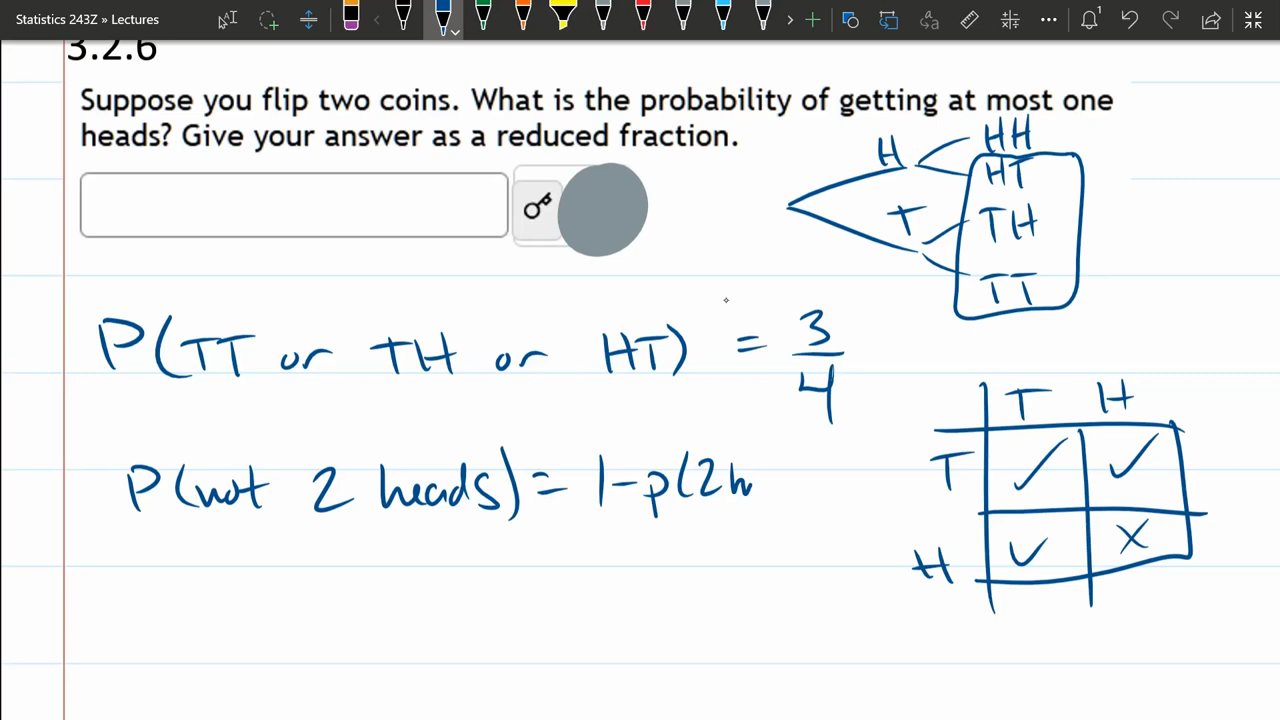 Statistics 243Z » Lectures
3.2.6
Suppose you flip two coins. What is the probability of getting at most one
heads? Give your answer as a reduced fraction.
H
HH
HT
T
TH
TT
P(TT or TH or HT) = 3/4
T H
T ✓ ✓
H ✓ X
P(not 2 heads) = 1-p(2h